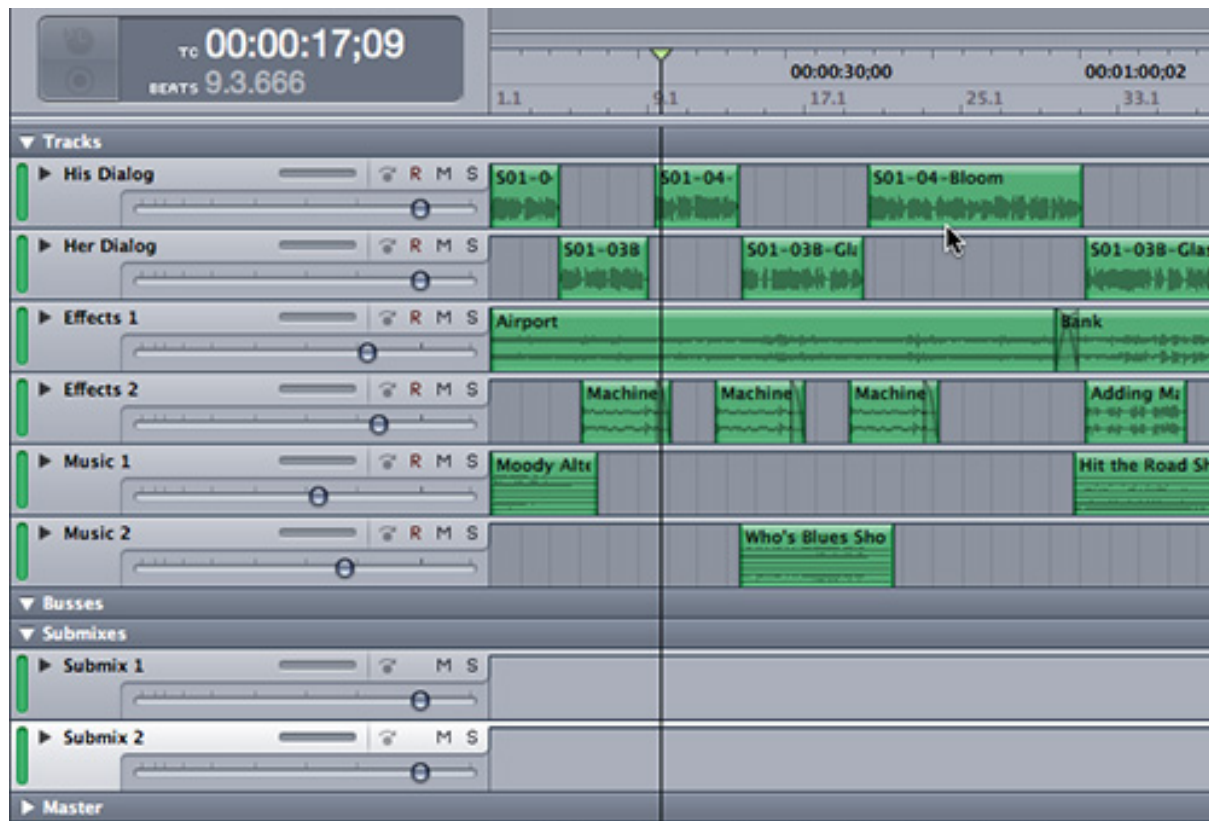 TC 00:00:17;09
BEATS 9.3.666
00:00:30;00 00:01:00;02
1.1 9.1 17.1 25.1 33.1
Tracks
His Dialog R M S S01-0 S01-04- S01-04-Bloom
Her Dialog R M S S01-03B S01-03B-Gla S01-03B-Glas
Effects 1 R M S Airport Bank
Effects 2 R M S Machine Machine Machine Adding Ma
Music 1 R M S Moody Alte Hit the Road Sh
Music 2 R M S Who's Blues Sho
Busses
Submixes
Submix 1 M S
Submix 2 M S
Master